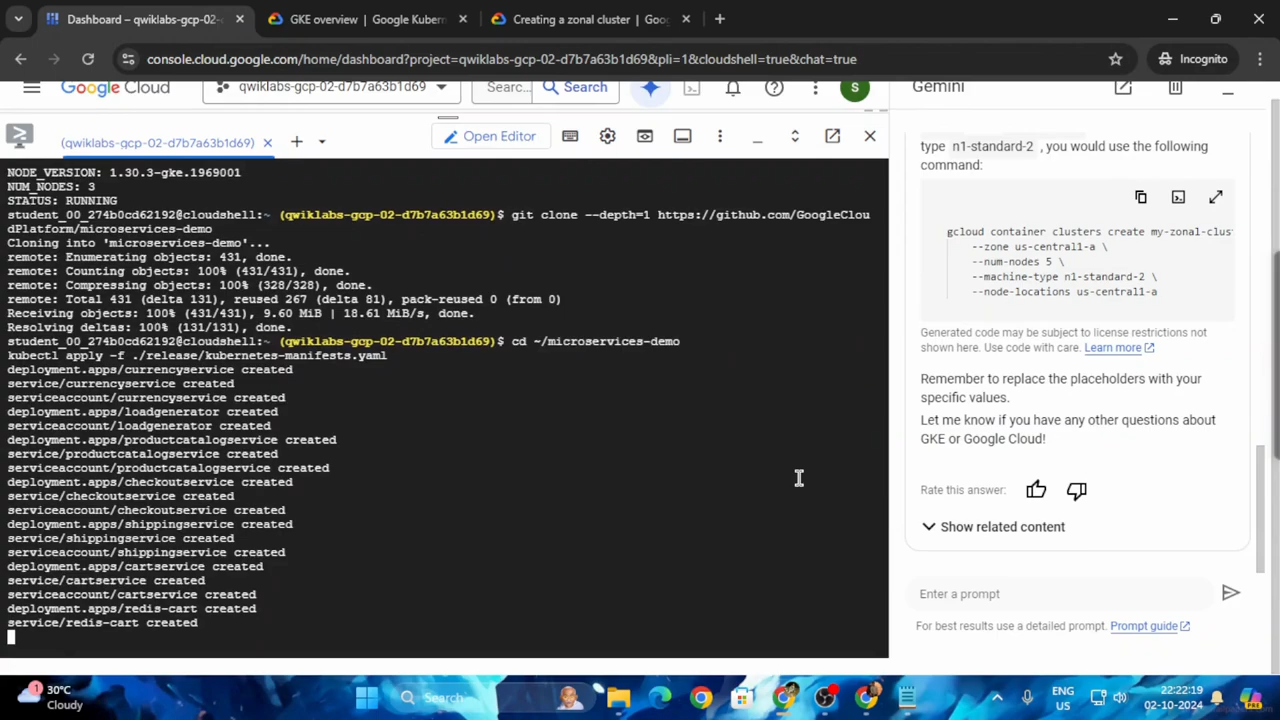 Dashboard – qwiklabs-gcp-02-
GKE overview | Google Kubern
Creating a zonal cluster | Goo
console.cloud.google.com/home/dashboard?project=qwiklabs-gcp-02-d7b7a63b1d69&pli=1&cloudshell=true&chat=true
Incognito
Google Cloud
qwiklabs-gcp-02-d7b7a63b1d69
Searc...
Search
S
Gemini
(qwiklabs-gcp-02-d7b7a63b1d69)
Open Editor
NODE_VERSION: 1.30.3-gke.1969001
NUM_NODES: 3
STATUS: RUNNING
student_00_274b0cd62192@cloudshell:~ (qwiklabs-gcp-02-d7b7a63b1d69)$ git clone --depth=1 https://github.com/GoogleClou
dPlatform/microservices-demo
Cloning into 'microservices-demo'...
remote: Enumerating objects: 431, done.
remote: Counting objects: 100% (431/431), done.
remote: Compressing objects: 100% (328/328), done.
remote: Total 431 (delta 131), reused 267 (delta 81), pack-reused 0 (from 0)
Receiving objects: 100% (431/431), 9.60 MiB | 18.61 MiB/s, done.
Resolving deltas: 100% (131/131), done.
student_00_274b0cd62192@cloudshell:~ (qwiklabs-gcp-02-d7b7a63b1d69)$ cd ~/microservices-demo
kubectl apply -f ./release/kubernetes-manifests.yaml
deployment.apps/currencyservice created
service/currencyservice created
serviceaccount/currencyservice created
deployment.apps/loadgenerator created
serviceaccount/loadgenerator created
deployment.apps/productcatalogservice created
service/productcatalogservice created
serviceaccount/productcatalogservice created
deployment.apps/checkoutservice created
service/checkoutservice created
serviceaccount/checkoutservice created
deployment.apps/shippingservice created
service/shippingservice created
serviceaccount/shippingservice created
deployment.apps/cartservice created
service/cartservice created
serviceaccount/cartservice created
deployment.apps/redis-cart created
service/redis-cart created
type n1-standard-2 , you would use the following
command:
gcloud container clusters create my-zonal-clus
--zone us-central1-a \
--num-nodes 5 \
--machine-type n1-standard-2 \
--node-locations us-central1-a
Generated code may be subject to license restrictions not
shown here. Use code with care. Learn more
Remember to replace the placeholders with your
specific values.
Let me know if you have any other questions about
GKE or Google Cloud!
Rate this answer:
Show related content
Enter a prompt
For best results use a detailed prompt. Prompt guide
1
30°C
Cloudy
Search
ENG
US
22:22:19
02-10-2024
PRE